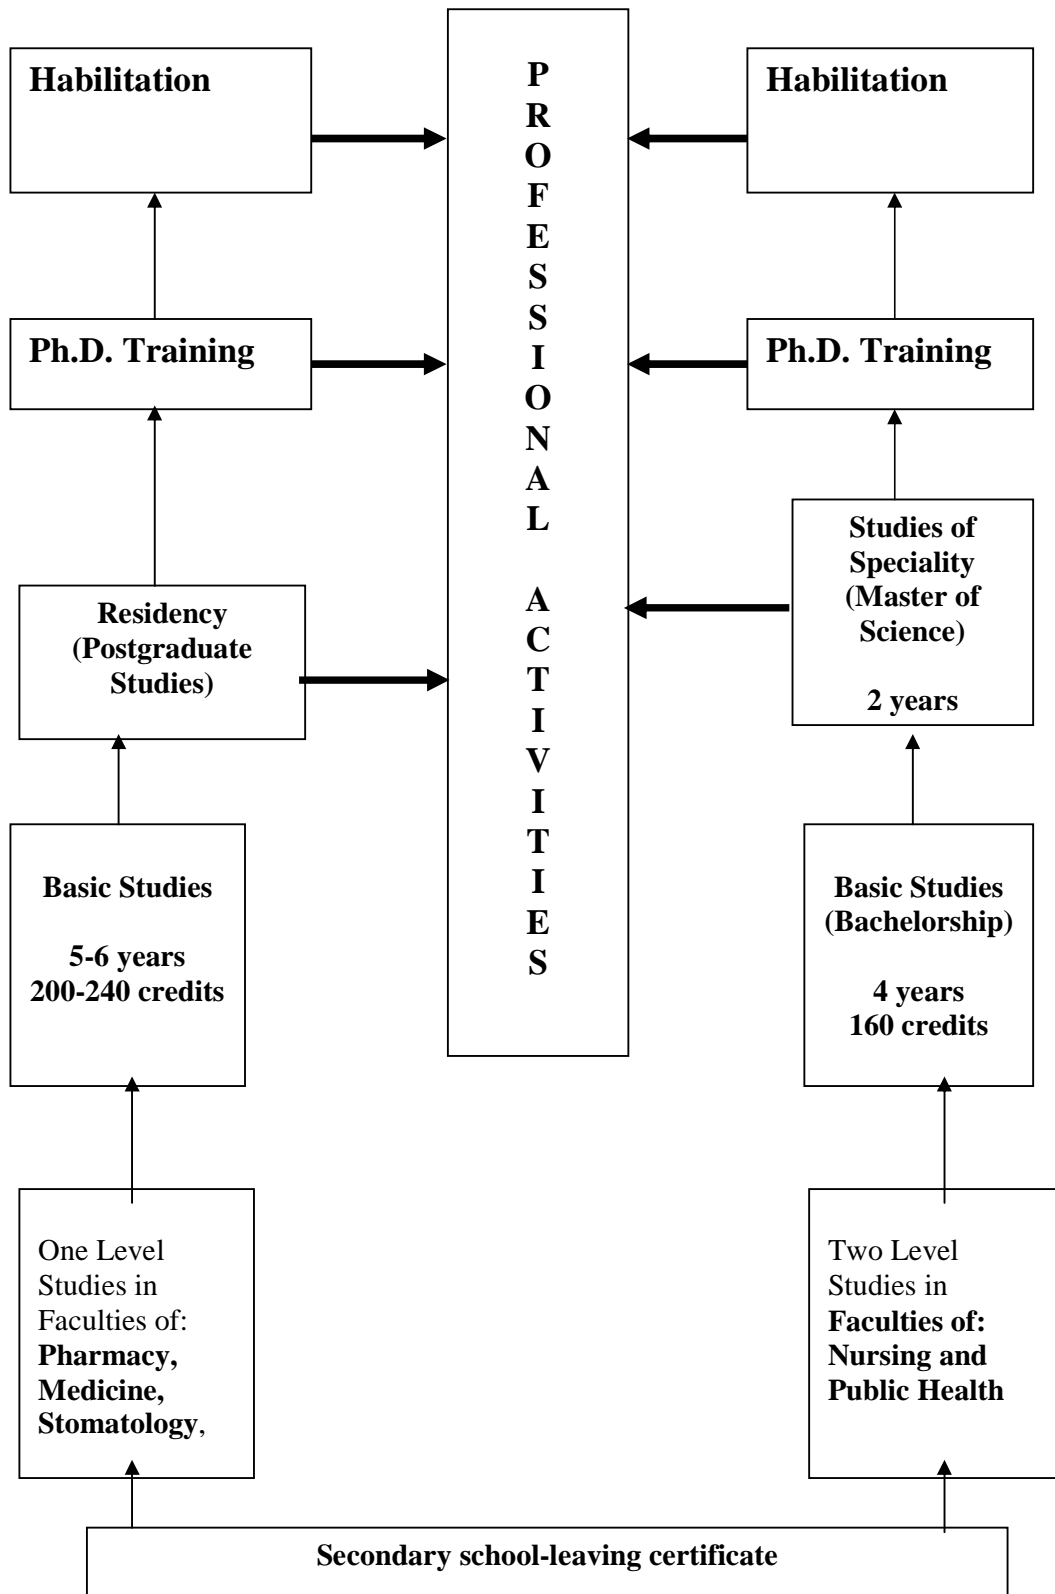 Habilitation
Ph.D. Training
Residency
(Postgraduate
Studies)
Basic Studies
5-6 years
200-240 credits
One Level
Studies in
Faculties of:
Pharmacy,
Medicine,
Stomatology,
P
R
O
F
E
S
S
I
O
N
A
L
A
C
T
I
V
I
T
I
E
S
Habilitation
Ph.D. Training
Studies of
Speciality
(Master of
Science)
2 years
Basic Studies
(Bachelorship)
4 years
160 credits
Two Level
Studies in
Faculties of:
Nursing and
Public Health
Secondary school-leaving certificate